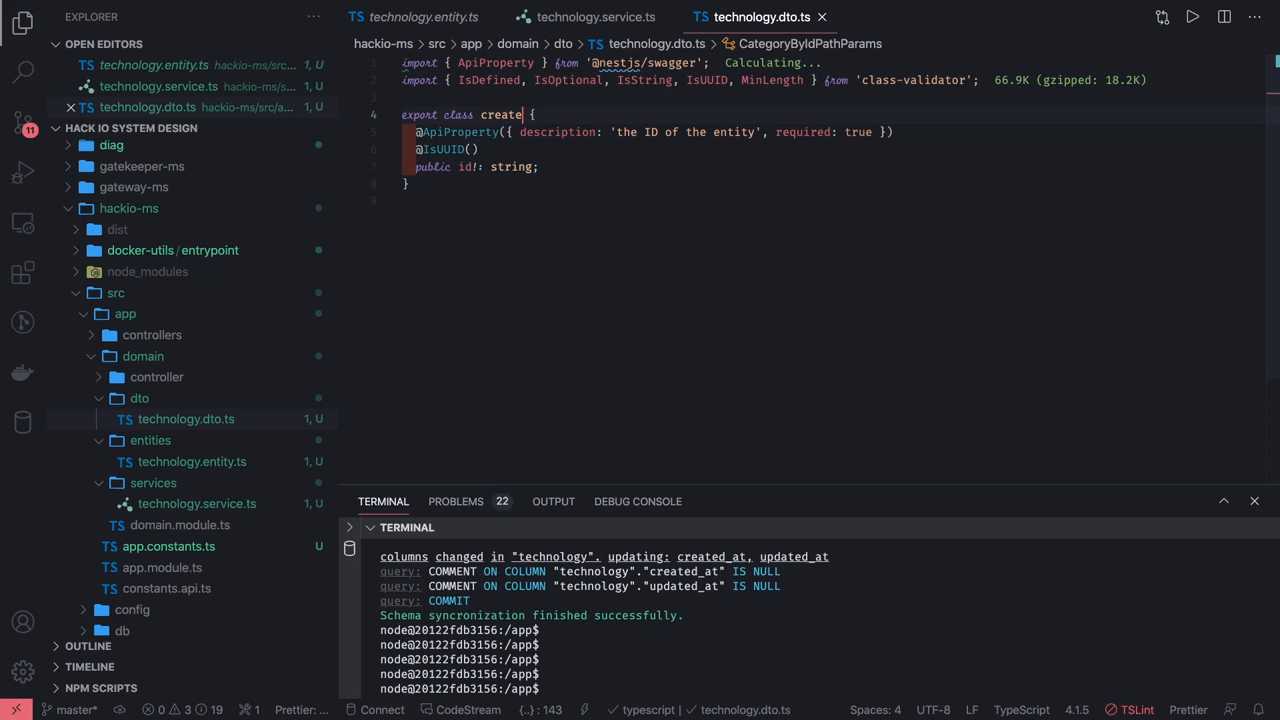 EXPLORER
···
OPEN EDITORS
TS technology.entity.ts hackio-ms/src... 1, U
technology.service.ts hackio-ms/s... 1, U
TS technology.dto.ts hackio-ms/src/a... 1, U
11
HACK IO SYSTEM DESIGN
diag
gatekeeper-ms
gateway-ms
hackio-ms
dist
docker-utils / entrypoint
node_modules
src
app
controllers
domain
controller
dto
TS technology.dto.ts 1, U
entities
TS technology.entity.ts 1, U
services
technology.service.ts 1, U
TS domain.module.ts
TS app.constants.ts U
TS app.module.ts
TS constants.api.ts
config
db
OUTLINE
TIMELINE
NPM SCRIPTS
TS technology.entity.ts technology.service.ts TS technology.dto.ts
hackio-ms > src > app > domain > dto > TS technology.dto.ts > CategoryByIdPathParams
1 import { ApiProperty } from '@nestjs/swagger'; Calculating...
2 import { IsDefined, IsOptional, IsString, IsUUID, MinLength } from 'class-validator'; 66.9K (gzipped: 18.2K)
3
4 export class create {
5 @ApiProperty({ description: 'the ID of the entity', required: true })
6 @IsUUID()
7 public id!: string;
8 }
9
TERMINAL PROBLEMS 22 OUTPUT DEBUG CONSOLE
TERMINAL
columns changed in "technology". updating: created_at, updated_at
query: COMMENT ON COLUMN "technology"."created_at" IS NULL
query: COMMENT ON COLUMN "technology"."updated_at" IS NULL
query: COMMIT
Schema syncronization finished successfully.
node@20122fdb3156:/app$
node@20122fdb3156:/app$
node@20122fdb3156:/app$
node@20122fdb3156:/app$
node@20122fdb3156:/app$
master* 0 3 19 1 Prettier: ... Connect CodeStream {..} : 143 typescript | technology.dto.ts Spaces: 4 UTF-8 LF TypeScript 4.1.5 TSLint Prettier